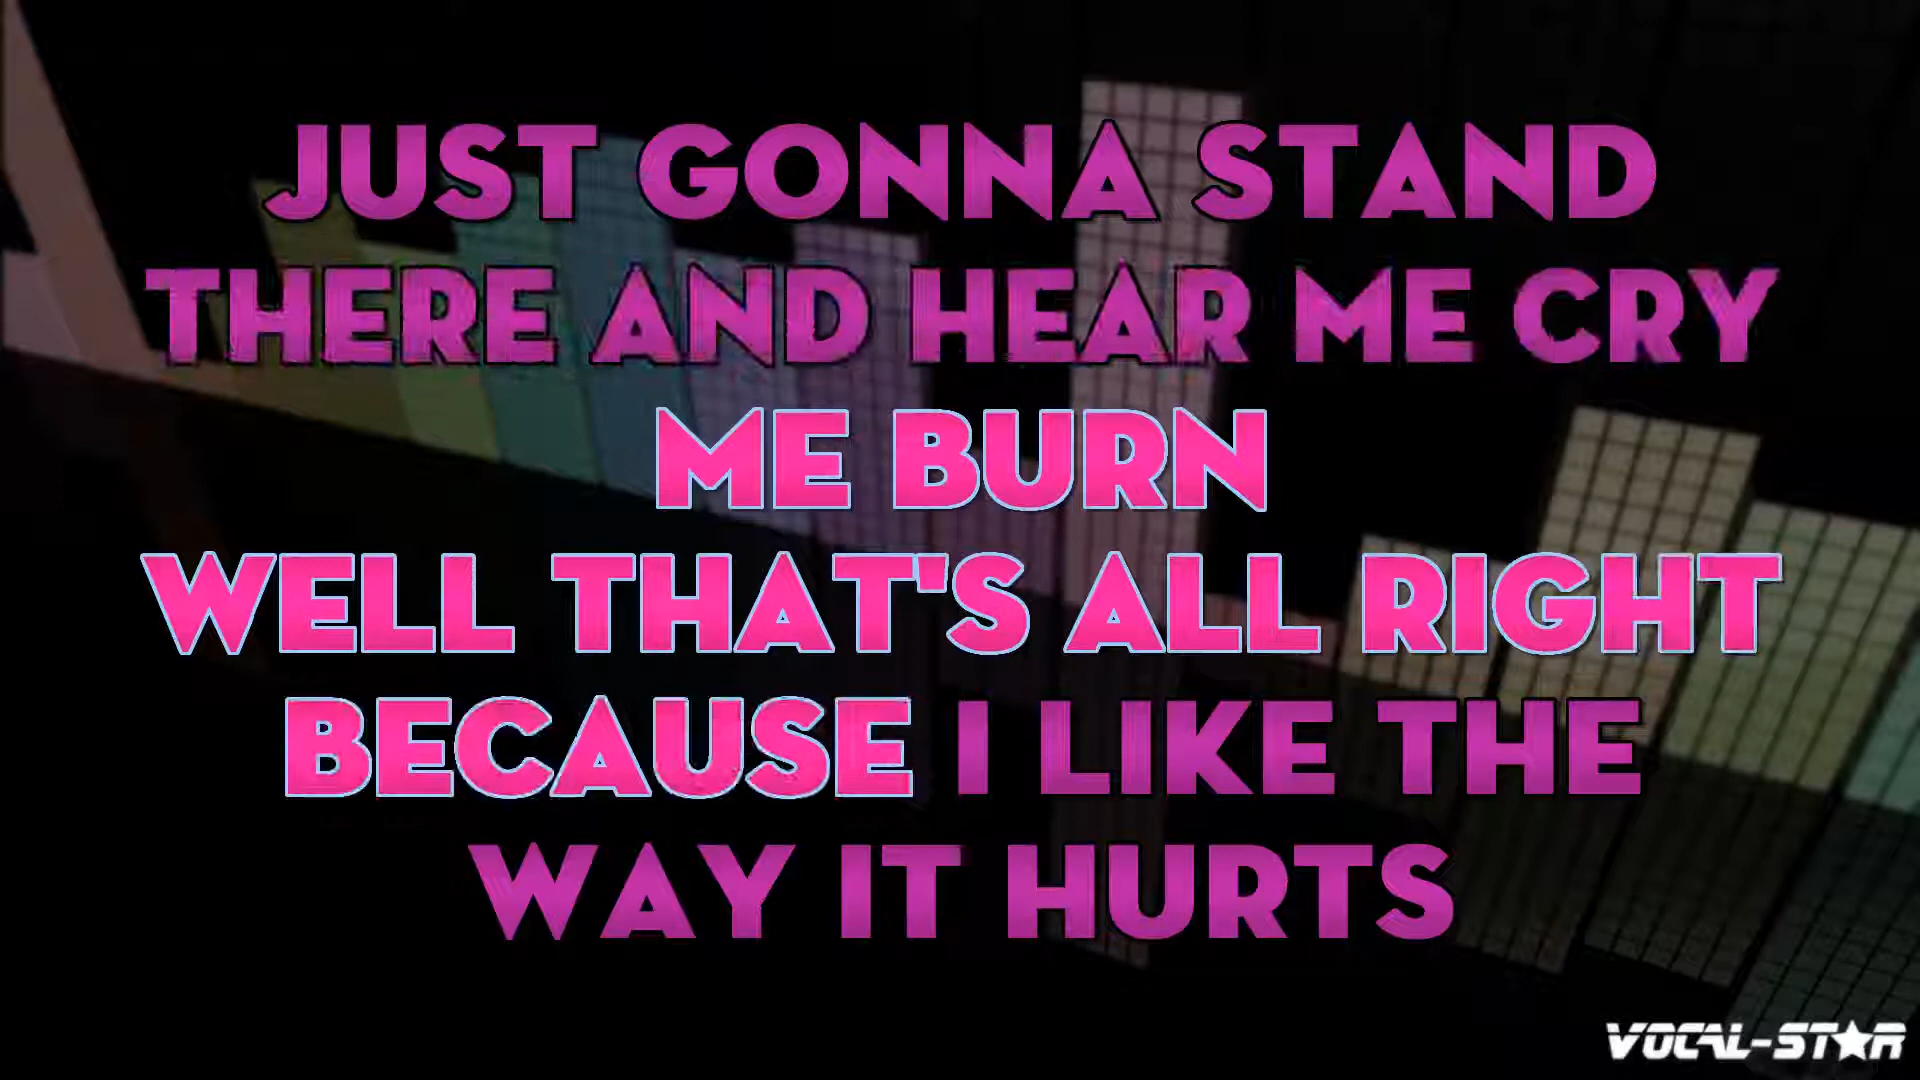 JUST GONNA STAND
THERE AND HEAR ME CRY
ME BURN
WELL THAT'S ALL RIGHT
BECAUSE I LIKE THE
WAY IT HURTS
VOCAL-STAR